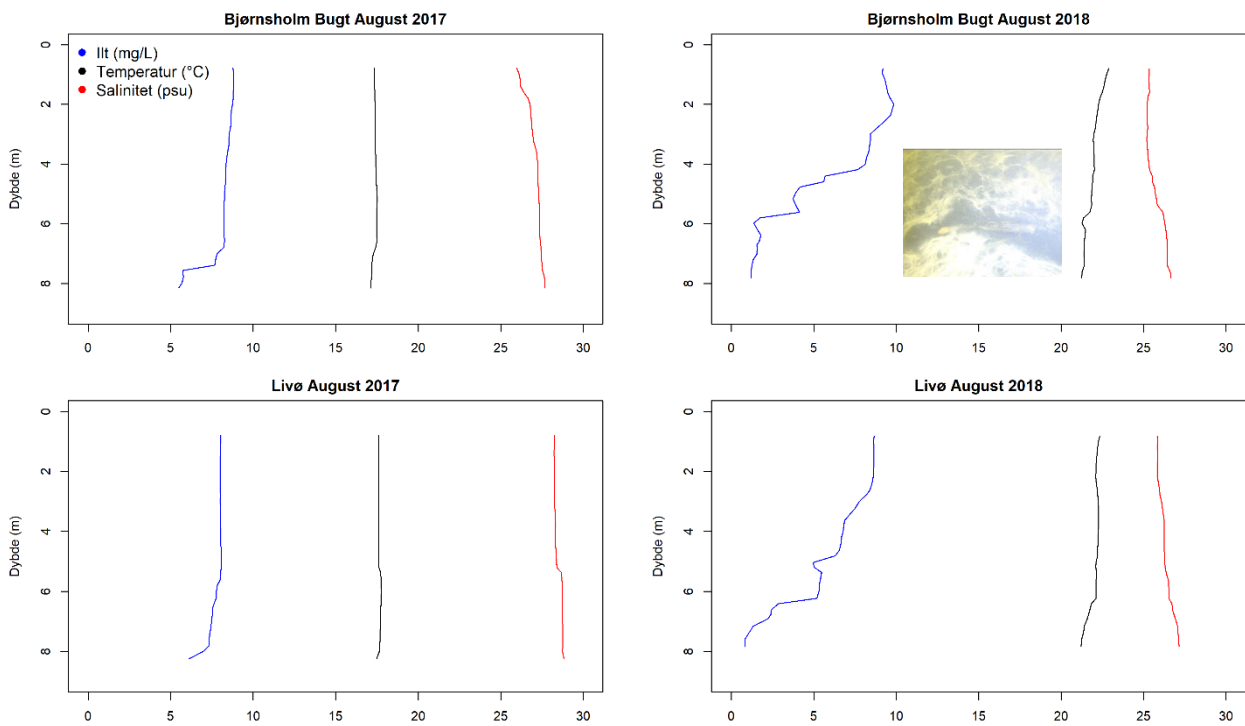 Bjørnsholm Bugt August 2017
Ilt (mg/L)
Temperatur (°C)
Salinitet (psu)
Dybde (m)
0
2
4
6
8
0 5 10 15 20 25 30
Bjørnsholm Bugt August 2018
Dybde (m)
0
2
4
6
8
0 5 10 15 20 25 30
Livø August 2017
Dybde (m)
0
2
4
6
8
0 5 10 15 20 25 30
Livø August 2018
Dybde (m)
0
2
4
6
8
0 5 10 15 20 25 30